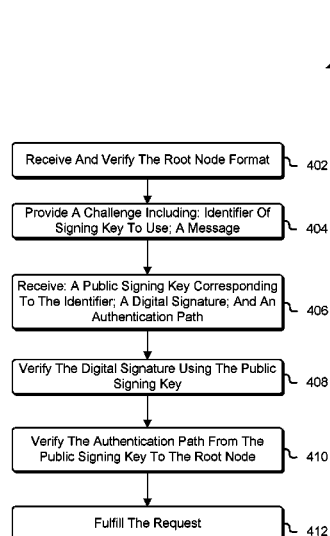 Receive And Verify The Root Node Format
402
Provide A Challenge Including: Identifier Of
Signing Key To Use; A Message
404
Receive: A Public Signing Key Corresponding
To The Identifier; A Digital Signature; And An
Authentication Path
406
Verify The Digital Signature Using The Public
Signing Key
408
Verify The Authentication Path From The
Public Signing Key To The Root Node
410
Fulfill The Request
412